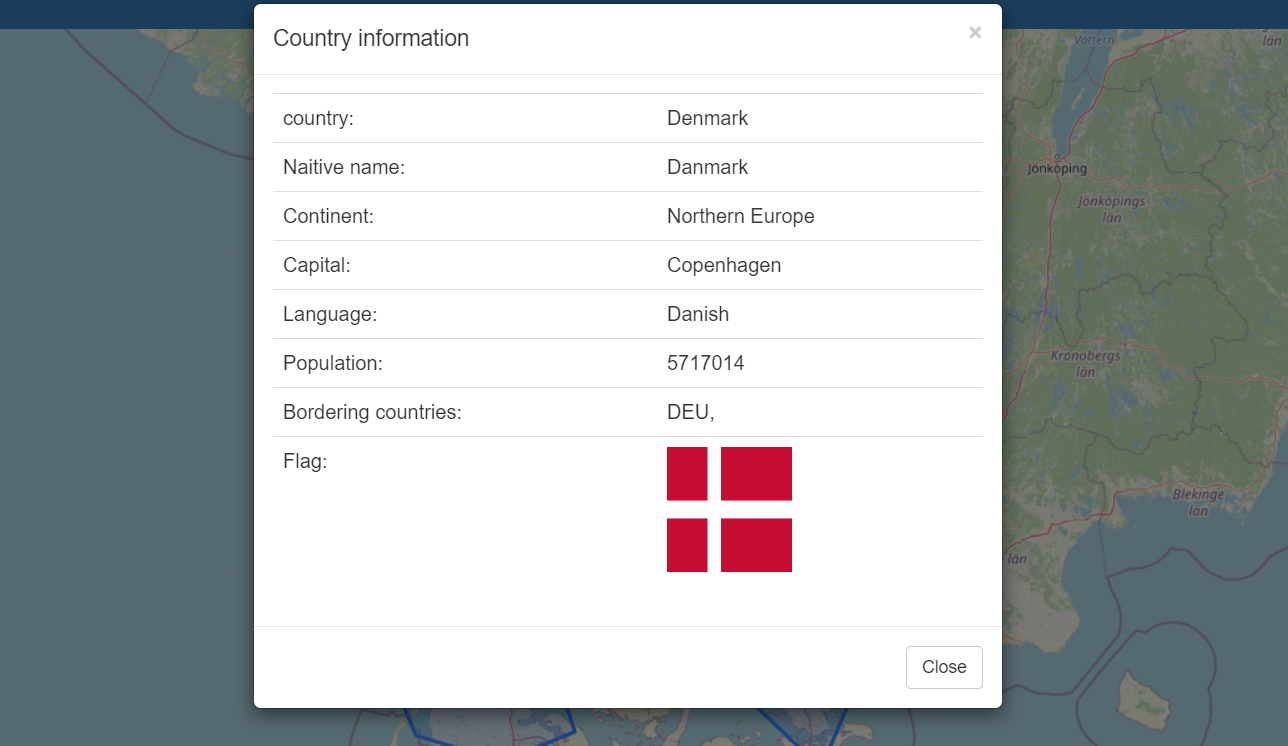 Country information ×
country: Denmark
Naitive name: Danmark
Continent: Northern Europe
Capital: Copenhagen
Language: Danish
Population: 5717014
Bordering countries: DEU,
Flag:
Close
Vättern
län
Jönköping
Jönköpings
län
Kronobergs
län
Blekinge
län
län